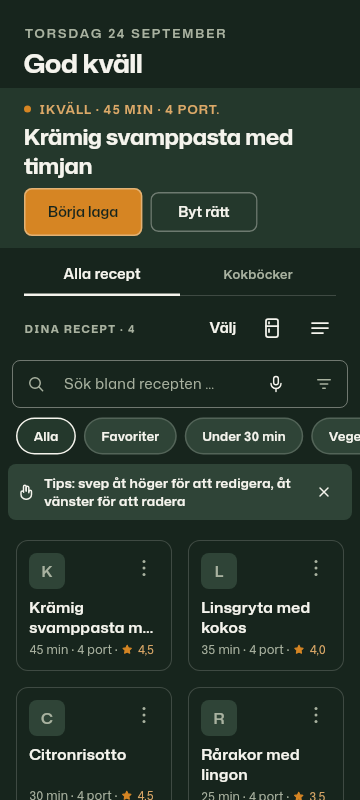 TORSDAG 24 SEPTEMBER
God kväll
IKVÄLL · 45 MIN · 4 PORT.
Krämig svamppasta med
timjan
Börja laga
Byt rätt
Alla recept
Kokböcker
DINA RECEPT · 4
Välj
Sök bland recepten ...
Alla
Favoriter
Under 30 min
Vege
Tips: svep åt höger för att redigera, åt
vänster för att radera
K
Krämig
svamppasta m...
45 min · 4 port · ★ 4,5
L
Linsgryta med
kokos
35 min · 4 port · ★ 4,0
C
Citronrisotto
30 min · 4 port · ★ 4,5
R
Rårakor med
lingon
25 min · 4 port · ★ 3,5